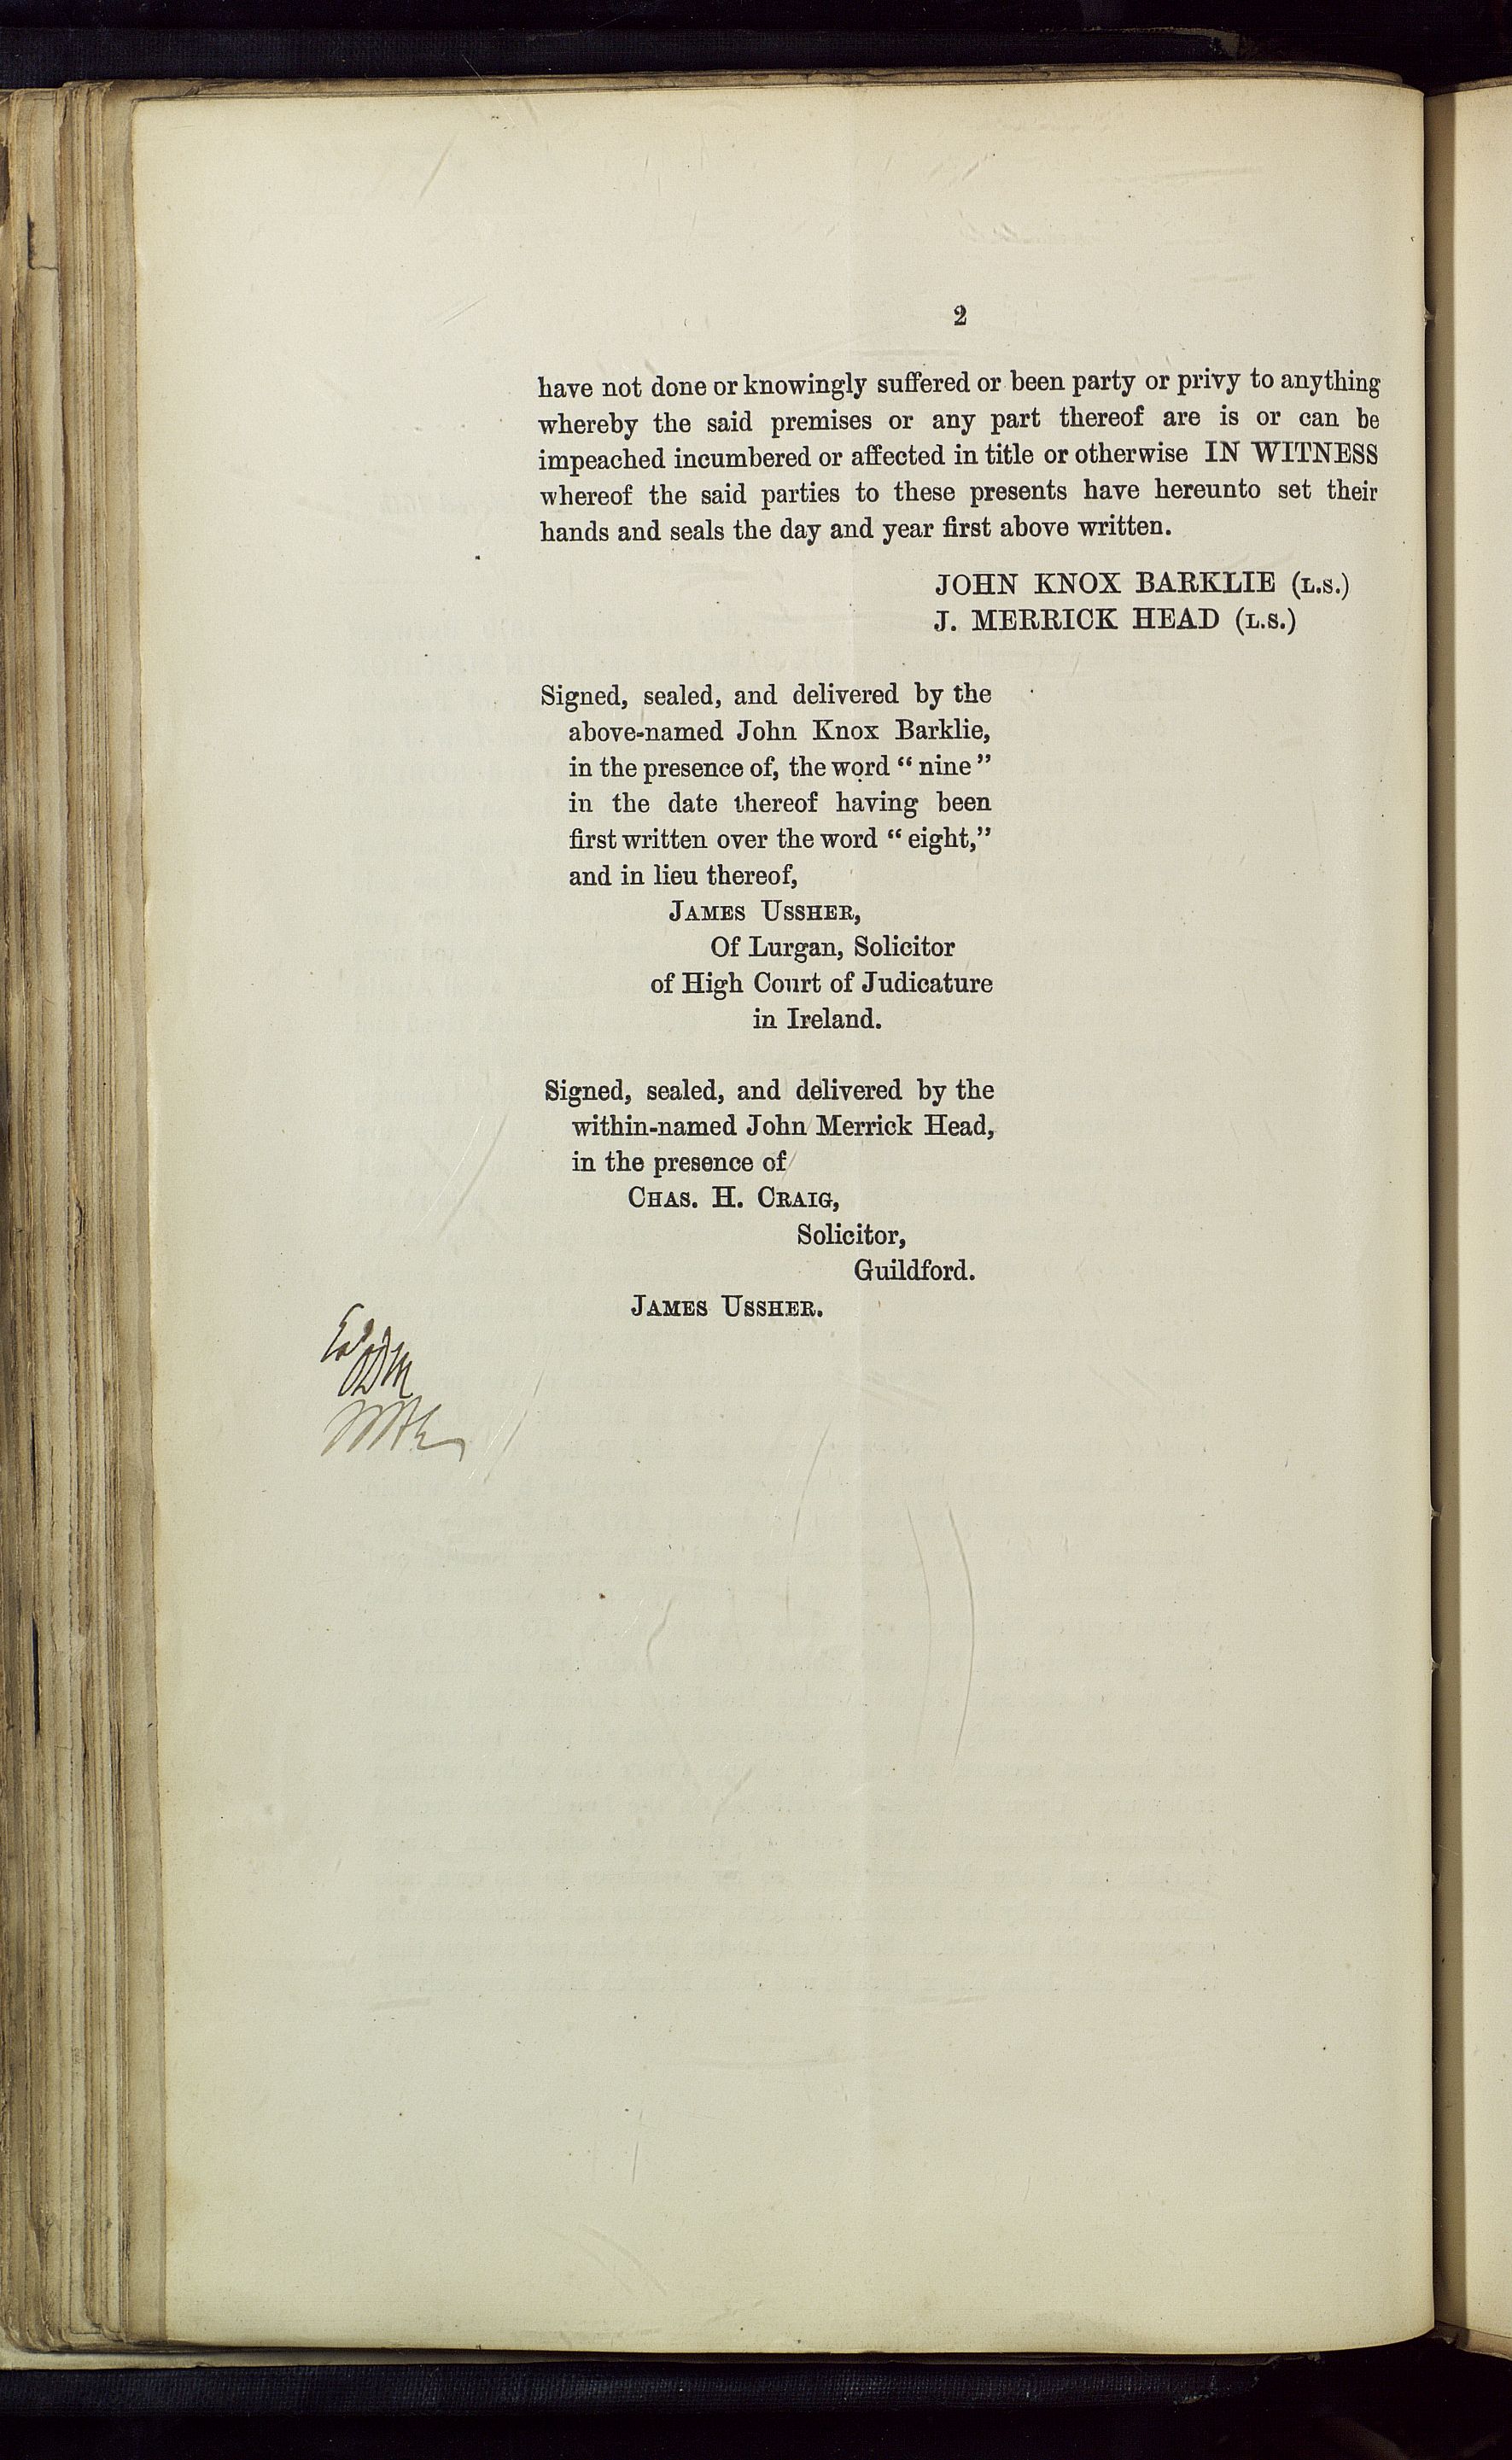 2
have not done or knowingly suffered or been party or privy to anything
whereby the said premises or any part thereof are is or can be
impeached incumbered or affected in title or otherwise IN WITNESS
whereof the said parties to these presents have hereunto set their
hands and seals the day and year first above written.
JOHN KNOX BARKLIE (L.S.)
J. MERRICK HEAD (L.S.)
Signed, sealed, and delivered by the
above-named John Knox Barklie,
in the presence of, the word “ nine ”
in the date thereof having been
first written over the word “ eight,”
and in lieu thereof,
JAMES USSHER,
Of Lurgan, Solicitor
of High Court of Judicature
in Ireland.
Signed, sealed, and delivered by the
within-named John Merrick Head,
in the presence of
CHAS. H. CRAIG,
Solicitor,
Guildford.
JAMES USSHER.